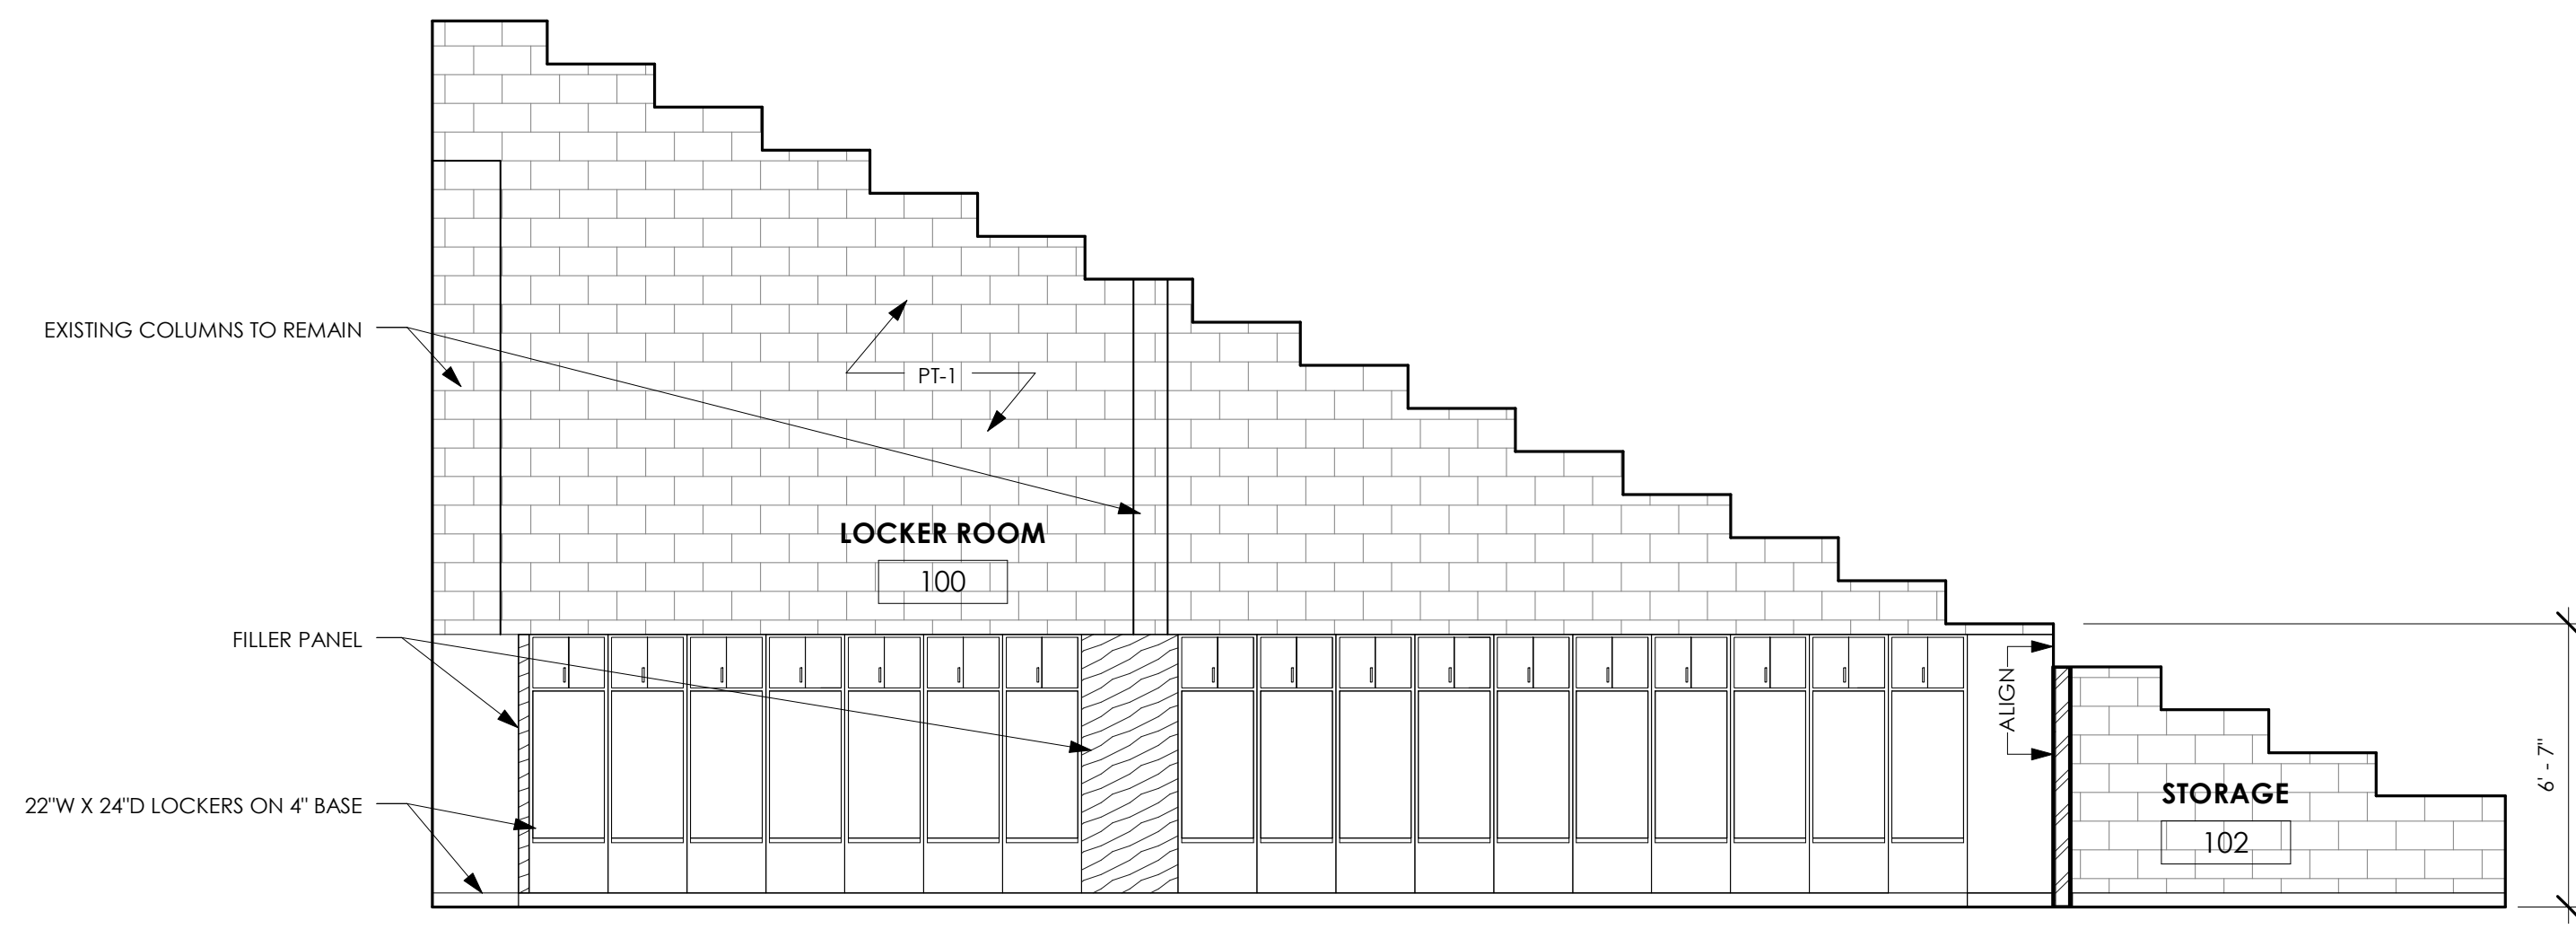 EXISTING COLUMNS TO REMAIN
PT-1
LOCKER ROOM
100
FILLER PANEL
ALIGN
6' - 7"
22"W X 24"D LOCKERS ON 4" BASE
STORAGE
102